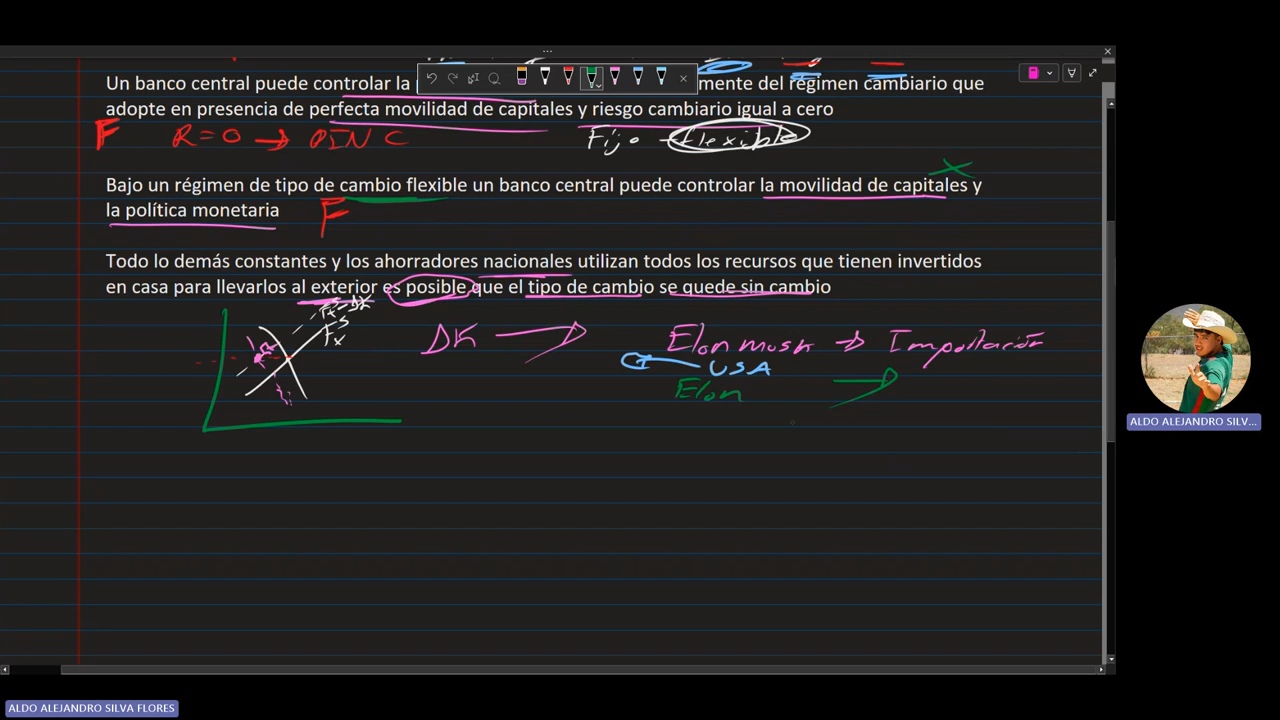 Un banco central puede controlar la mente del régimen cambiario que
adopte en presencia de perfecta movilidad de capitales y riesgo cambiario igual a cero
F R = 0 → PIN C Fijo flexible
Bajo un régimen de tipo de cambio flexible un banco central puede controlar la movilidad de capitales y
la política monetaria F
Todo lo demás constantes y los ahorradores nacionales utilizan todos los recursos que tienen invertidos
en casa para llevarlos al exterior es posible que el tipo de cambio se quede sin cambio
ΔK → Elon musk → Importación
USA
Elon
ALDO ALEJANDRO SILV...
ALDO ALEJANDRO SILVA FLORES